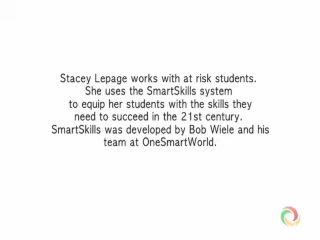 Stacey Lepage works with at risk students.
She uses the SmartSkills system
to equip her students with the skills they
need to succeed in the 21st century.
SmartSkills was developed by Bob Wiele and his
team at OneSmartWorld.